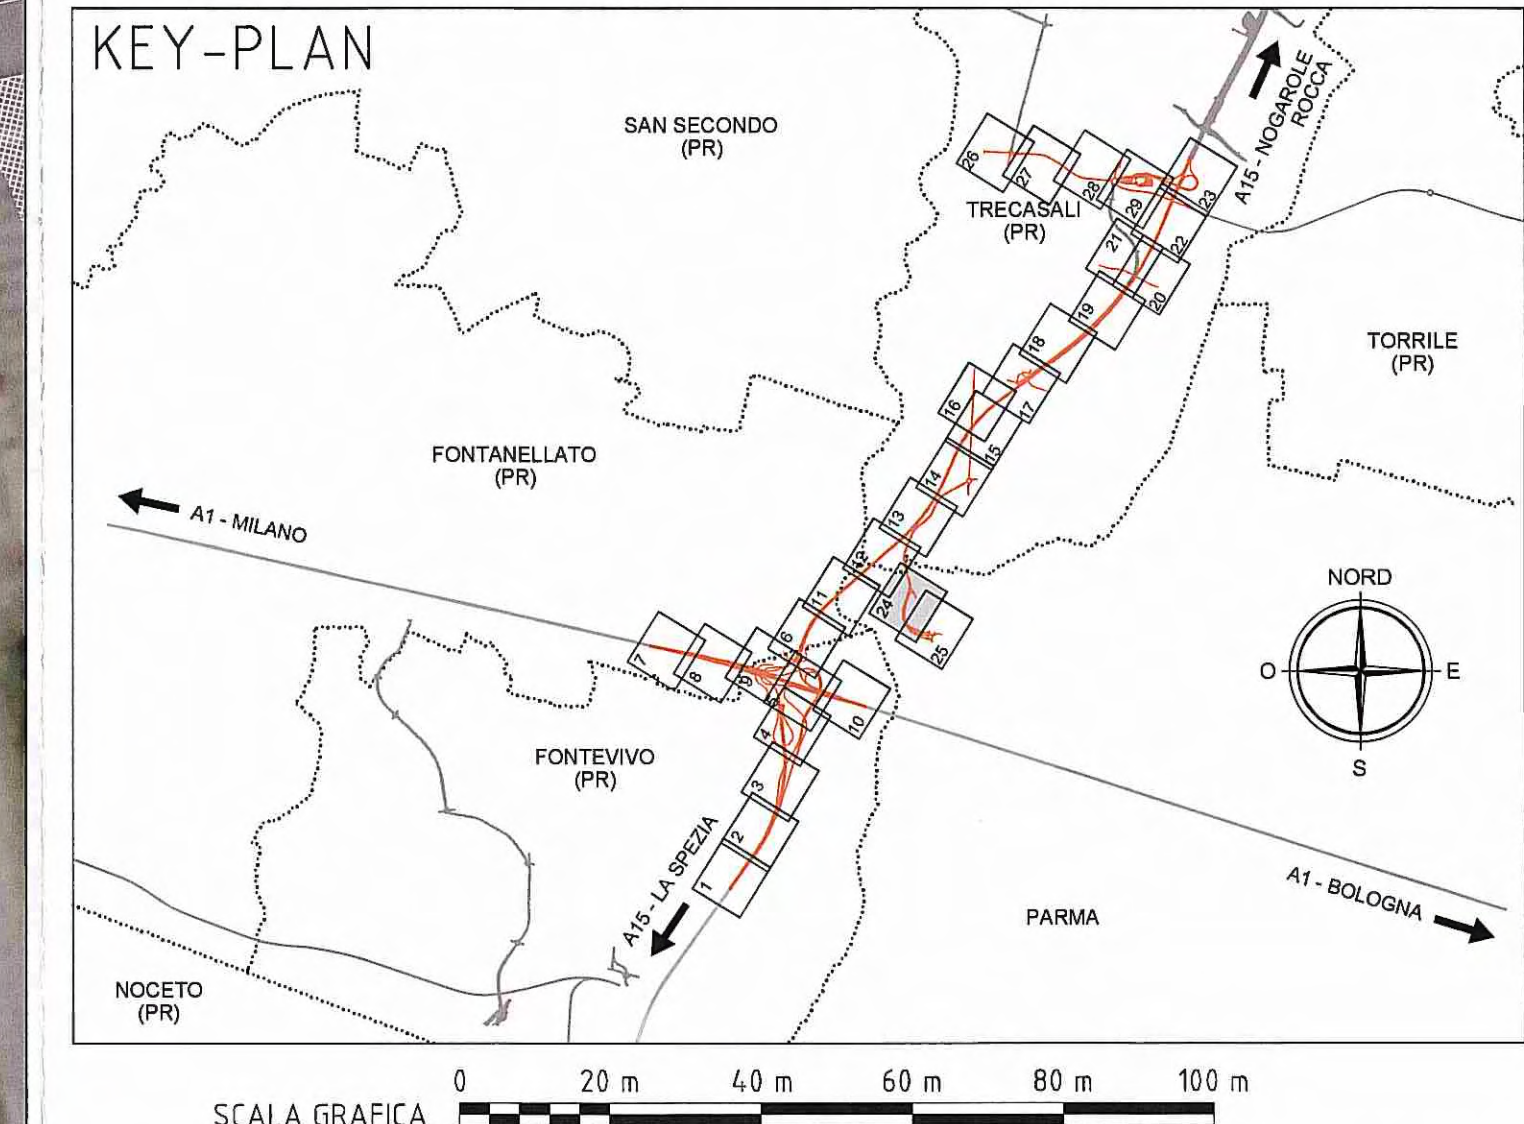 KEY-PLAN
SAN SECONDO
(PR)
A15 - NOGAROLE
ROCCA
26
27
28
29
23
TRECASALI
(PR)
22
21
20
19
TORRILE
(PR)
18
17
16
15
FONTANELLATO
(PR)
14
A1 - MILANO
13
12
11
24
25
NORD
O
E
S
6
7
8
9
5
10
4
FONTEVIVO
(PR)
3
2
1
A15 - LA SPEZIA
A1 - BOLOGNA
PARMA
NOCETO
(PR)
0 20 m 40 m 60 m 80 m 100 m
SCALA GRAFICA